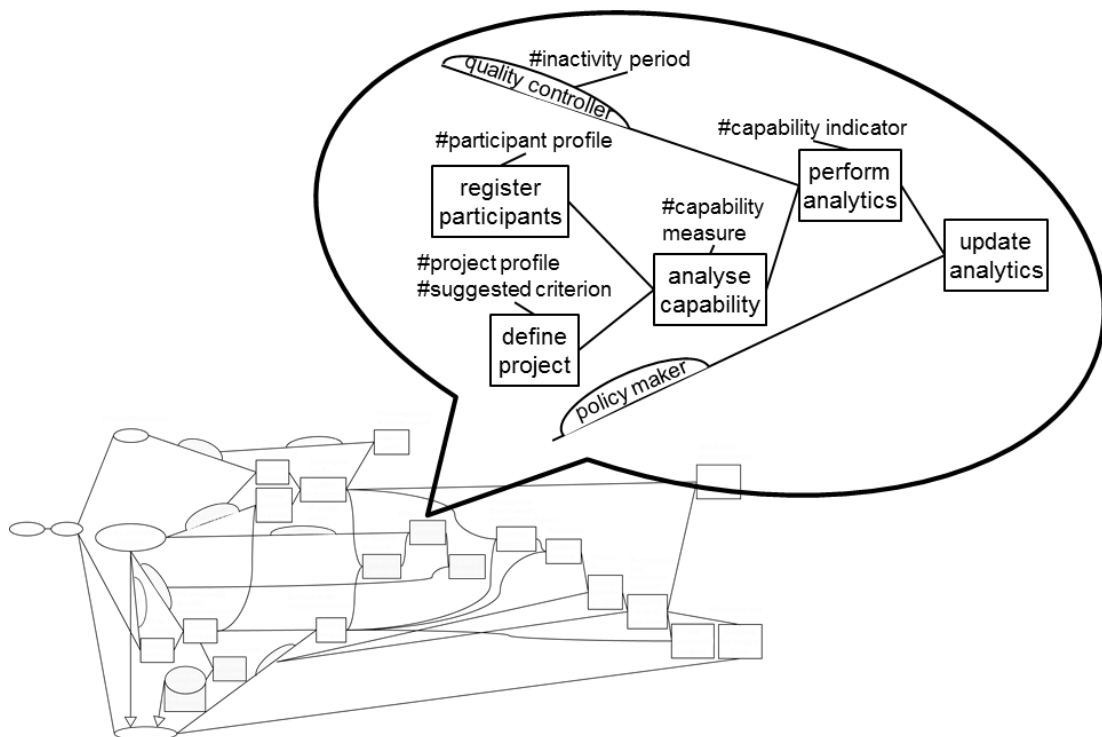 #inactivity period
quality controller
#capability indicator
#participant profile
register
participants
perform
analytics
#capability
measure
update
analytics
#project profile
#suggested criterion
analyse
capability
define
project
policy maker